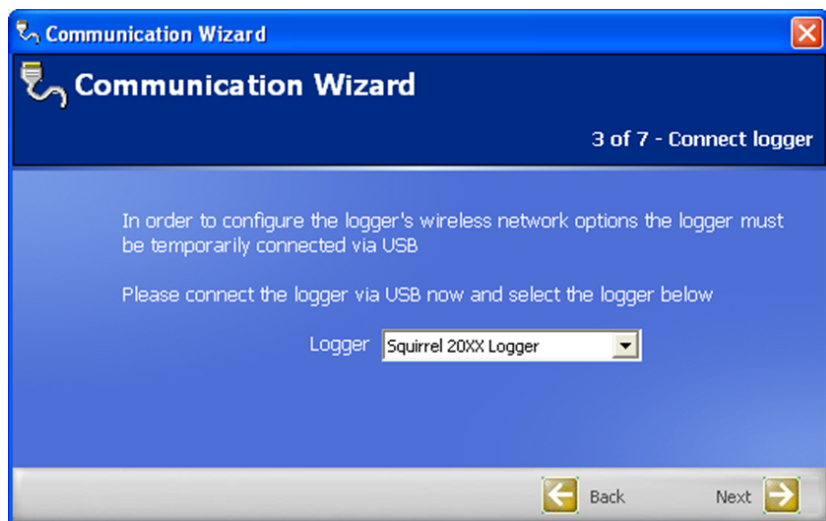 Communication Wizard
Communication Wizard
3 of 7 - Connect logger
In order to configure the logger's wireless network options the logger must
be temporarily connected via USB
Please connect the logger via USB now and select the logger below
Logger Squirrel 20XX Logger
Back Next